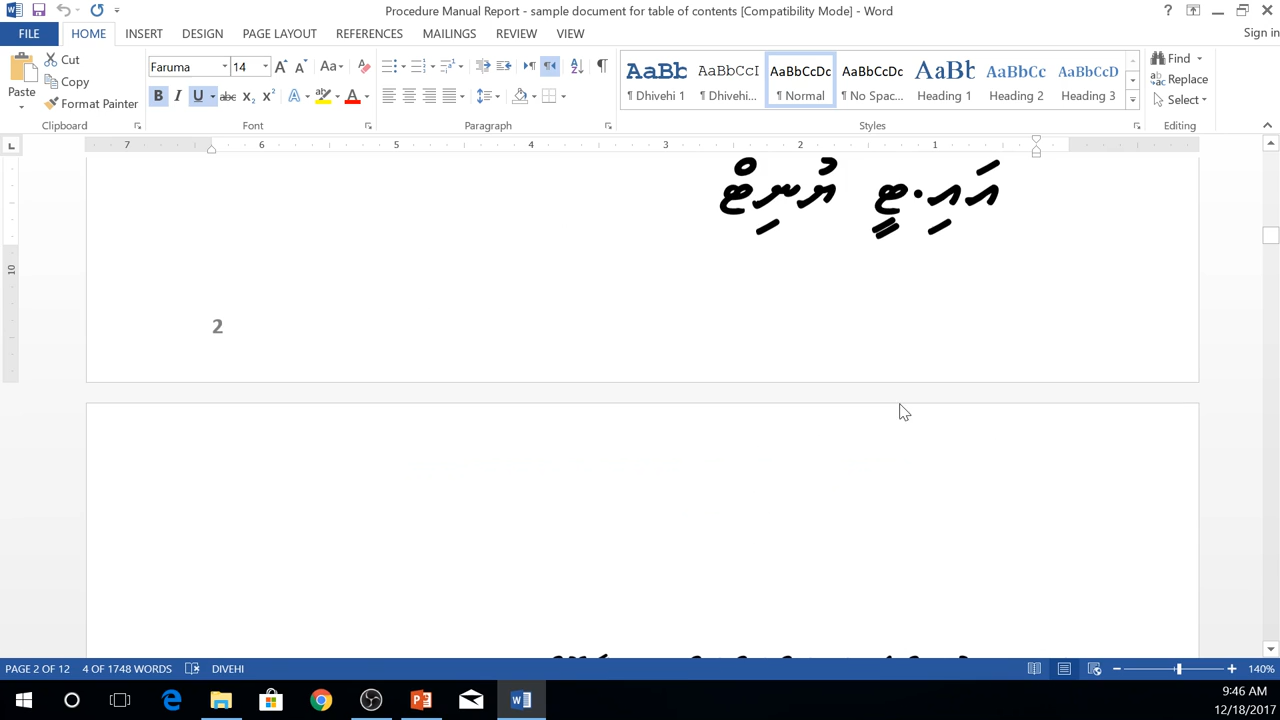 Procedure Manual Report - sample document for table of contents [Compatibility Mode] - Word
?
Sign in
FILE HOME INSERT DESIGN PAGE LAYOUT REFERENCES MAILINGS REVIEW VIEW
Paste
Cut
Copy
Format Painter
Clipboard
Faruma 14
Font
Paragraph
AaBb AaBbCcI AaBbCcDc AaBbCcDc AaBb AaBbCc AaBbCcD
¶ Dhivehi 1 ¶ Dhivehi... ¶ Normal ¶ No Spac... Heading 1 Heading 2 Heading 3
Styles
Find
Replace
Select
Editing
7 6 5 4 3 2 1
10
އައި.ޓީ ޔުނިޓް
2
PAGE 2 OF 12 4 OF 1748 WORDS DIVEHI
140%
9:46 AM
12/18/2017